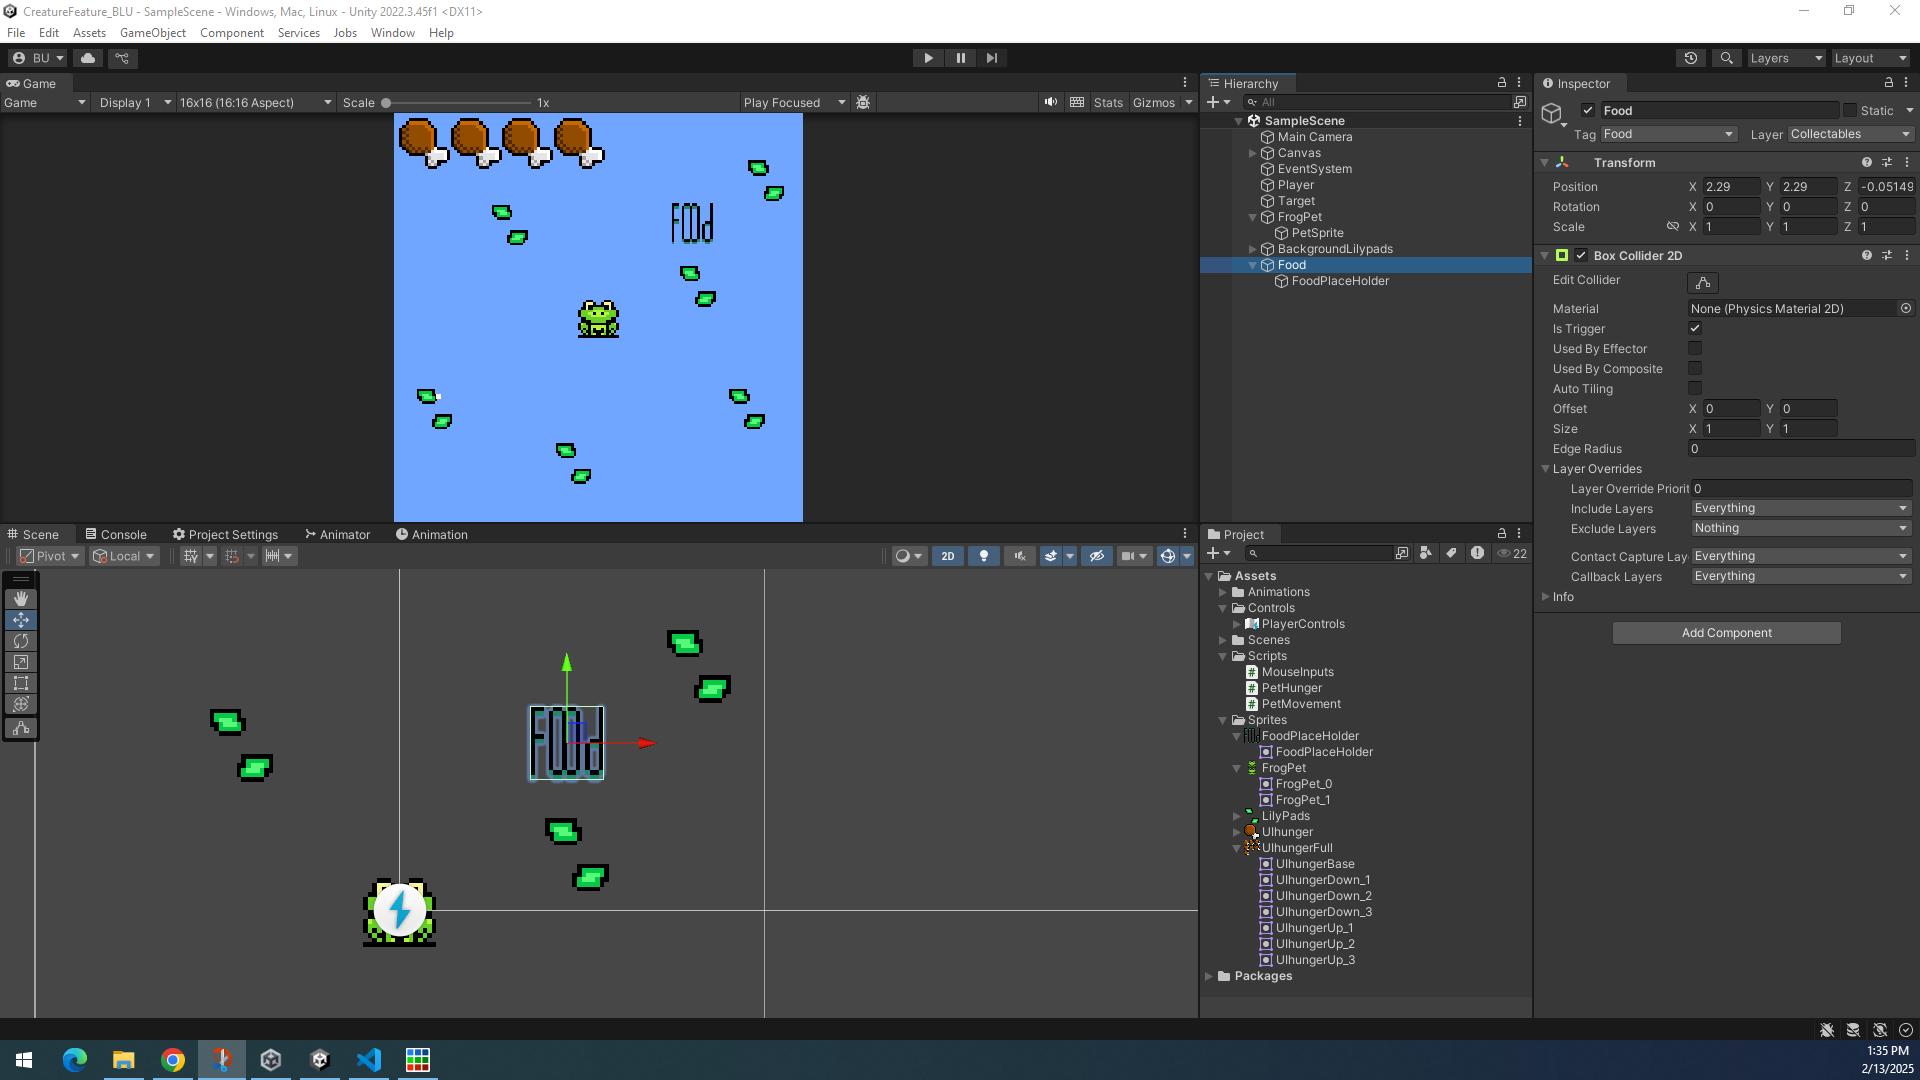 CreatureFeature_BLU - SampleScene - Windows, Mac, Linux - Unity 2022.3.45f1 <DX11>
File Edit Assets GameObject Component Services Jobs Window Help
BU
Layers Layout
Game
Game Display 1 16x16 (16:16 Aspect) Scale 1x Play Focused Stats Gizmos
FOOd
Scene Console Project Settings Animator Animation
Pivot Local 2D
FOOd
Hierarchy
All
SampleScene
Main Camera
Canvas
EventSystem
Player
Target
FrogPet
PetSprite
BackgroundLilypads
Food
FoodPlaceHolder
Project
22
Assets
Animations
Controls
PlayerControls
Scenes
Scripts
MouseInputs
PetHunger
PetMovement
Sprites
FoodPlaceHolder
FoodPlaceHolder
FrogPet
FrogPet_0
FrogPet_1
LilyPads
UIhunger
UIhungerFull
UIhungerBase
UIhungerDown_1
UIhungerDown_2
UIhungerDown_3
UIhungerUp_1
UIhungerUp_2
UIhungerUp_3
Packages
Inspector
Food Static
Tag Food Layer Collectables
Transform
Position X 2.29 Y 2.29 Z -0.05149
Rotation X 0 Y 0 Z 0
Scale X 1 Y 1 Z 1
Box Collider 2D
Edit Collider
Material None (Physics Material 2D)
Is Trigger
Used By Effector
Used By Composite
Auto Tiling
Offset X 0 Y 0
Size X 1 Y 1
Edge Radius 0
Layer Overrides
Layer Override Priorit 0
Include Layers Everything
Exclude Layers Nothing
Contact Capture Lay Everything
Callback Layers Everything
Info
Add Component
1:35 PM
2/13/2025